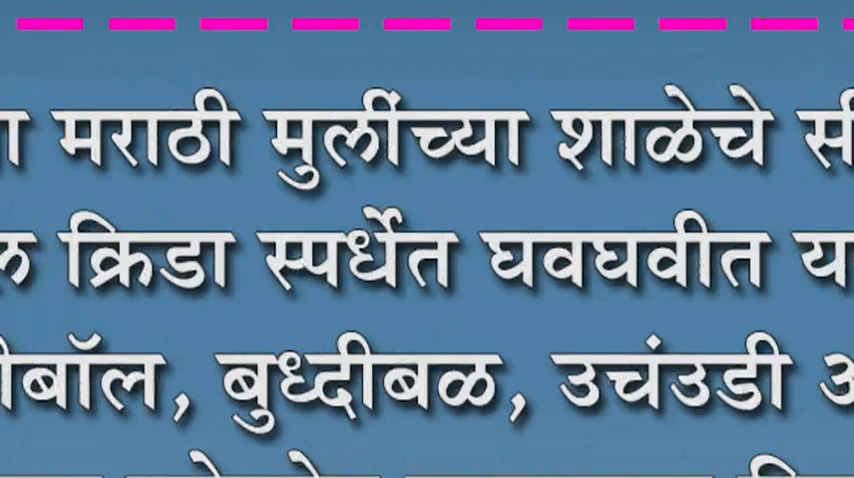 मराठी मुलींच्या शाळेचे
क्रिडा स्पर्धेत घवघवीत
बॉल, बुध्दीबळ, उचंउडी